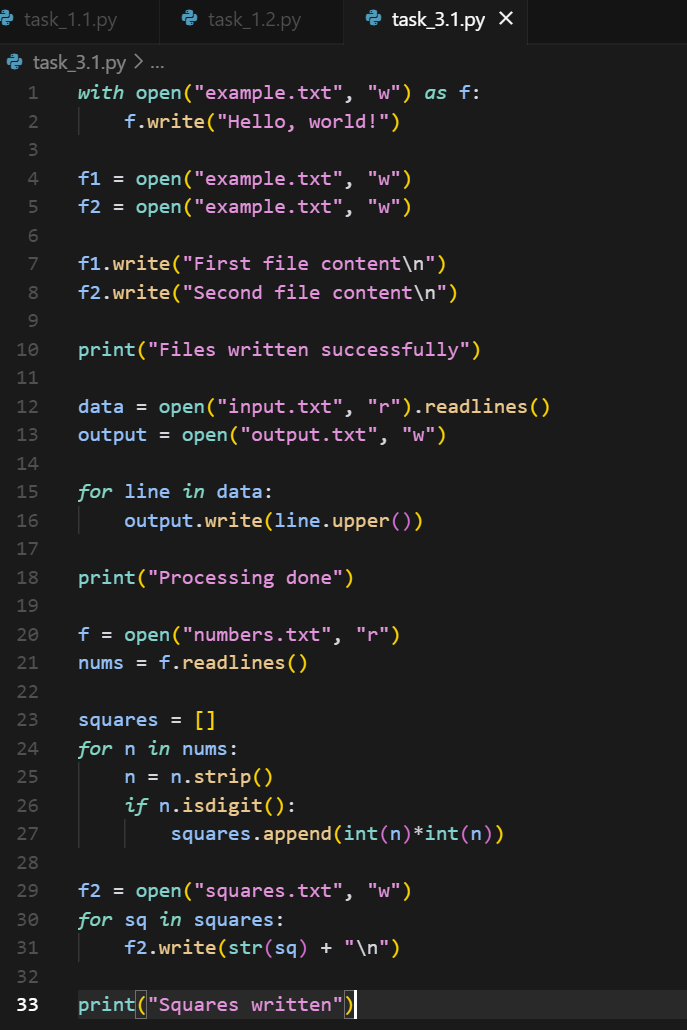 task_1.1.py task_1.2.py task_3.1.py ×
task_3.1.py > ...
1 with open("example.txt", "w") as f:
2     f.write("Hello, world!")
3
4 f1 = open("example.txt", "w")
5 f2 = open("example.txt", "w")
6
7 f1.write("First file content\n")
8 f2.write("Second file content\n")
9
10 print("Files written successfully")
11
12 data = open("input.txt", "r").readlines()
13 output = open("output.txt", "w")
14
15 for line in data:
16     output.write(line.upper())
17
18 print("Processing done")
19
20 f = open("numbers.txt", "r")
21 nums = f.readlines()
22
23 squares = []
24 for n in nums:
25     n = n.strip()
26     if n.isdigit():
27         squares.append(int(n)*int(n))
28
29 f2 = open("squares.txt", "w")
30 for sq in squares:
31     f2.write(str(sq) + "\n")
32
33 print("Squares written")